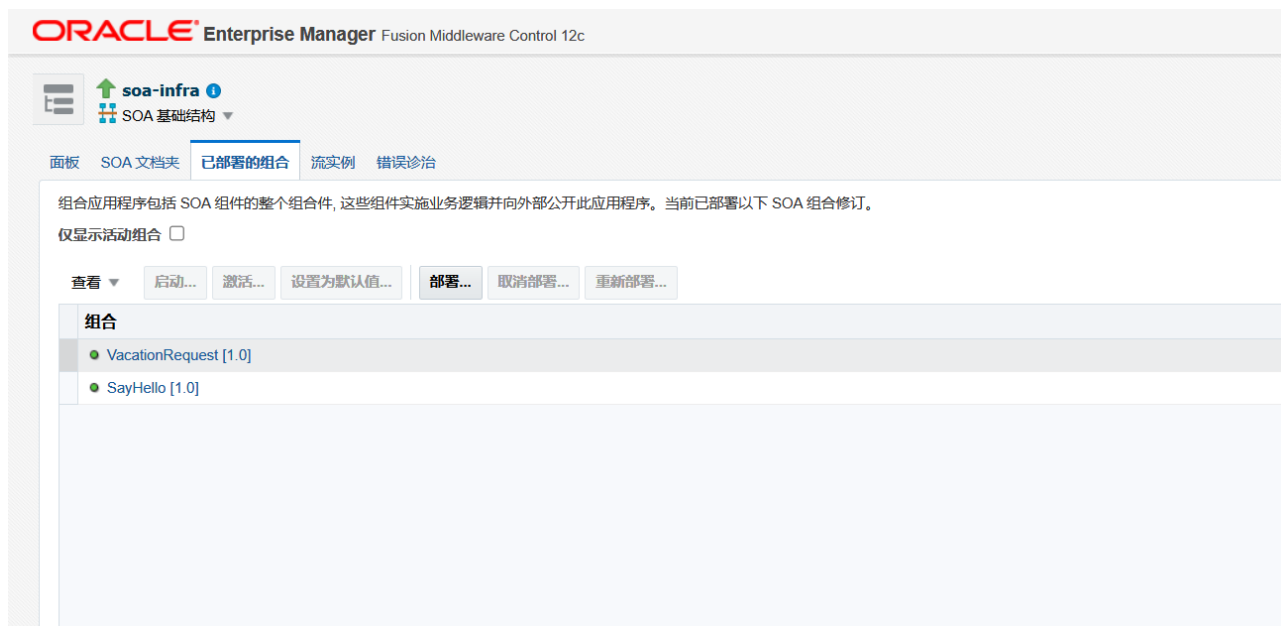 ORACLE Enterprise Manager Fusion Middleware Control 12c
soa-infra
SOA 基础结构
面板 SOA 文档夹 已部署的组合 流实例 错误诊治
组合应用程序包括 SOA 组件的整个组合件, 这些组件实施业务逻辑并向外部公开此应用程序。当前已部署以下 SOA 组合修订。
仅显示活动组合
查看 启动... 激活... 设置为默认值... 部署... 取消部署... 重新部署...
组合
VacationRequest [1.0]
SayHello [1.0]